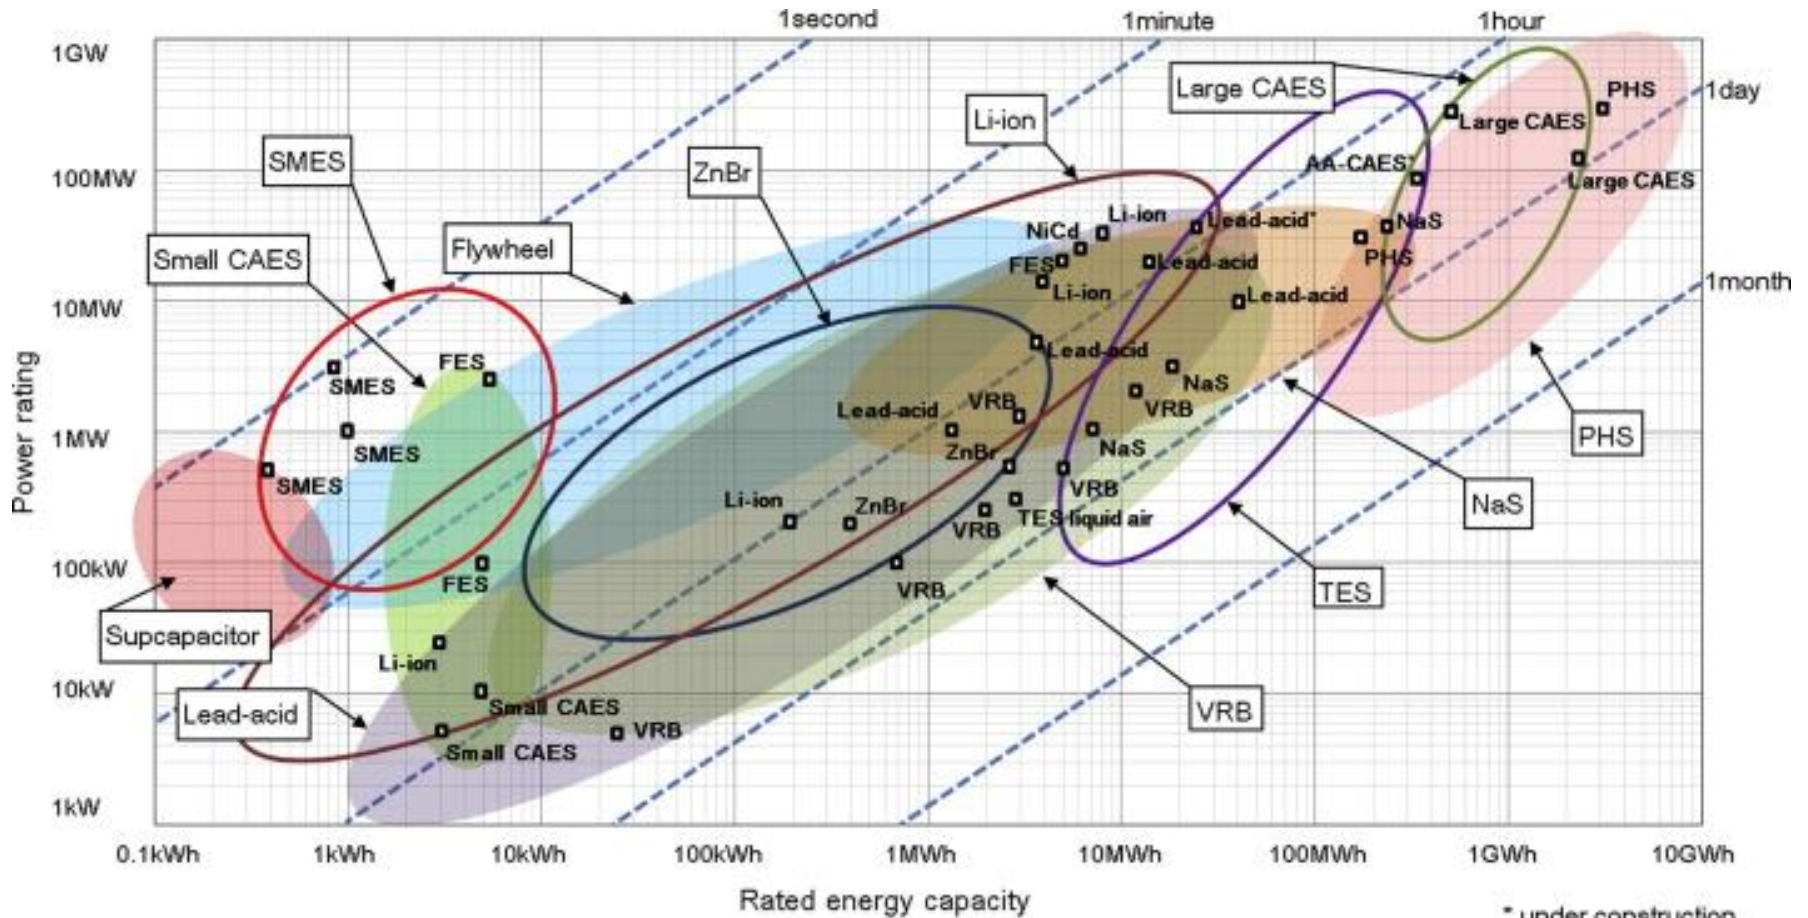 1second
1minute
1hour
1GW
Large CAES
PHS
1day
Li-ion
Large CAES
SMES
ZnBr
AA-CAES*
100MW
Large CAES
Flywheel
Li-ion
Lead-acid*
NaS
NiCd
Small CAES
PHS
FES
Lead-acid
1month
Li-ion
Lead-acid
10MW
Lead-acid
FES
SMES
NaS
Lead-acid
VRB
VRB
1MW
PHS
SMES
ZnBr
NaS
SMES
VRB
NaS
Li-ion
ZnBr
TES liquid air
VRB
100kW
FES
VRB
TES
Supcapacitor
Li-ion
10kW
Small CAES
Lead-acid
VRB
VRB
Small CAES
1kW
Power rating
0.1kWh
1kWh
10kWh
100kWh
1MWh
10MWh
100MWh
1GWh
10GWh
Rated energy capacity
* under construction